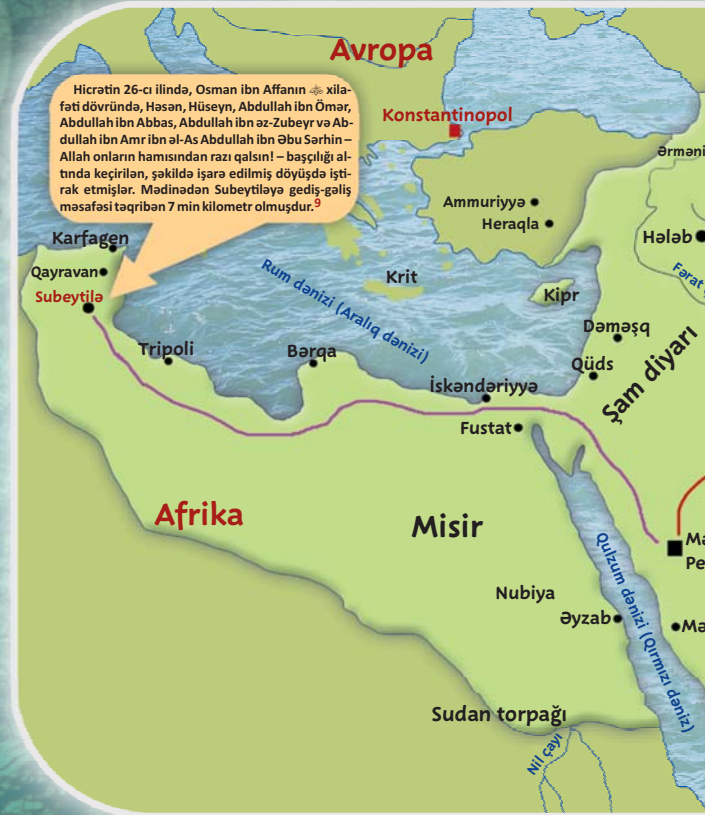 Avropa
Hicrətin 26-cı ilində, Osman ibn Affanın ﷺ xila-
fəti dövründə, Həsən, Hüseyn, Abdullah ibn Ömər,
Abdullah ibn Abbas, Abdullah ibn əz-Zubeyr və Ab-
dullah ibn Amr ibn əl-As Abdullah ibn Əbu Sərhin –
Allah onların hamısından razı qalsın! – başçılığı al-
tında keçirilən, şəkildə işarə edilmiş döyüşdə işti-
rak etmişlər. Mədinədən Subeytiləyə gediş-gəliş
məsafəsi təqribən 7 min kilometr olmuşdur.9
Konstantinopol
Ərməni
Ammuriyyə
Heraqla
Hələb
Karfagen
Qayravan
Subeytilə
Fərat
Rum dənizi (Aralıq dənizi)
Krit
Kipr
Dəməşq
Tripoli
Bərqa
Qüds
Şam diyarı
İskəndəriyyə
Fustat
Afrika
Misir
Mə
Pe
Qulzum dənizi (Qırmızı dəniz)
Nubiya
Əyzab
Mə
Sudan torpağı
Nil çayı